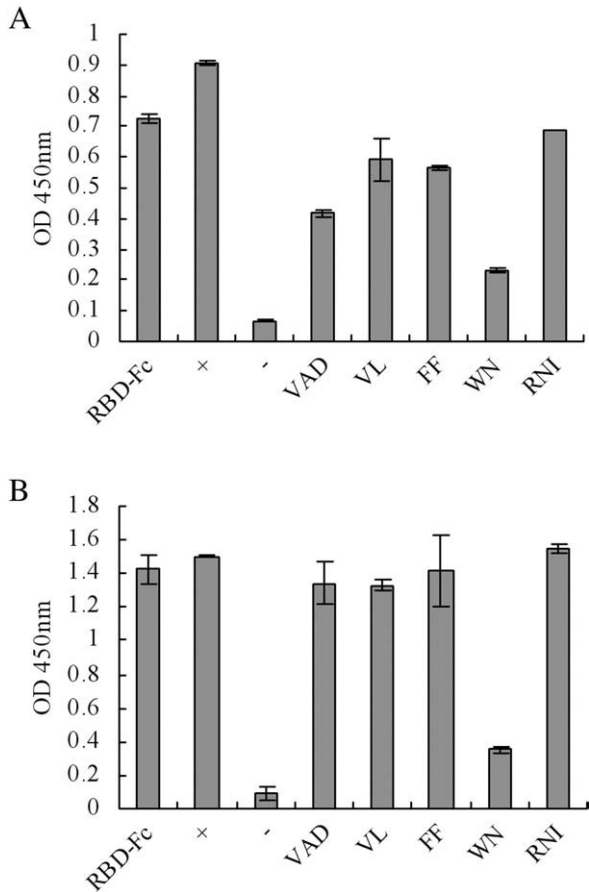 A
1
0.9
0.8
0.7
0.6
0.5
0.4
0.3
0.2
0.1
0
OD 450nm
RBD-Fc
+
-
VAD
VL
FF
WN
RNI
B
1.8
1.6
1.4
1.2
1
0.8
0.6
0.4
0.2
0
OD 450nm
RBD-Fc
+
-
VAD
VL
FF
WN
RNI